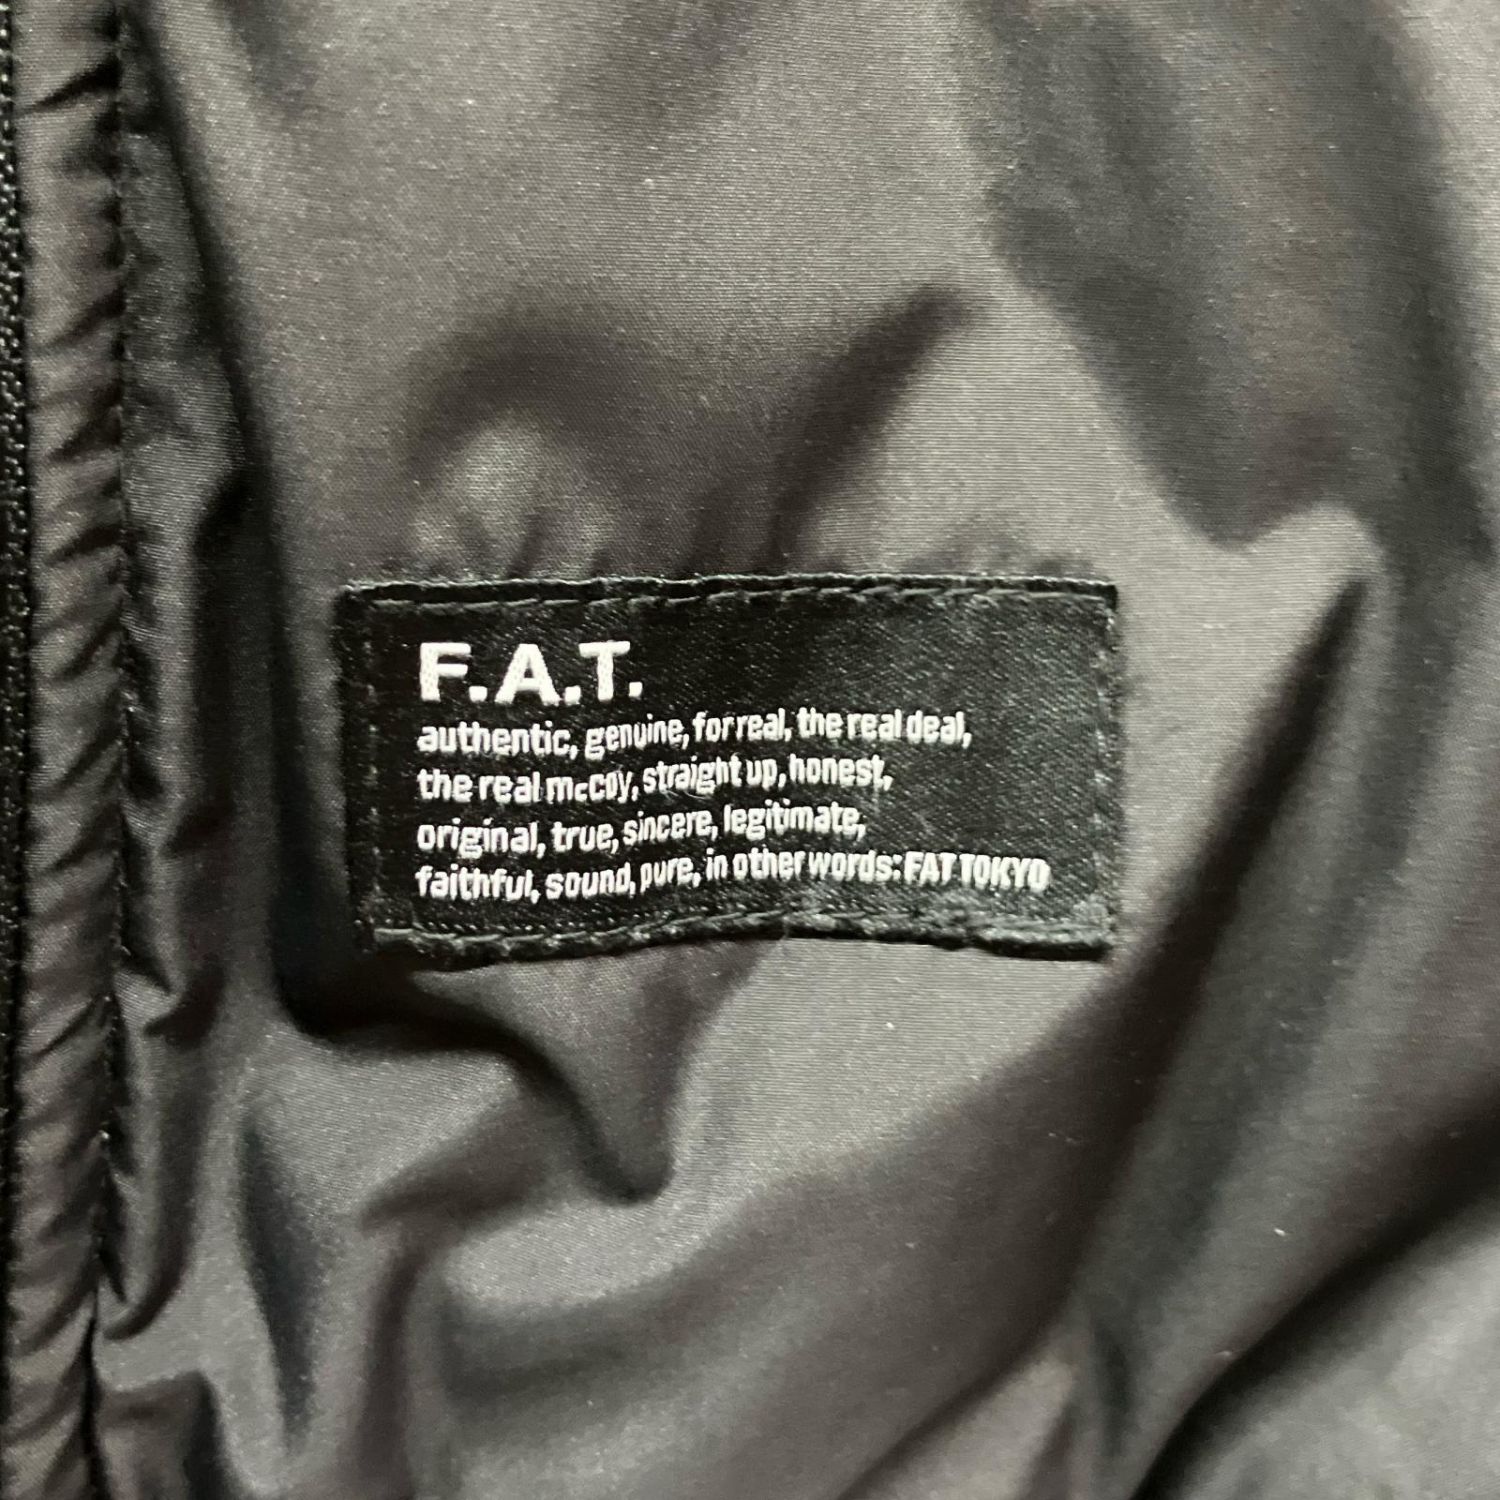 F.A.T.
authentic, genuine, for real, the real deal,
the real mccoy, straight up, honest,
original, true, sincere, legitimate,
faithful, sound, pure, in other words: FAT TOKYO